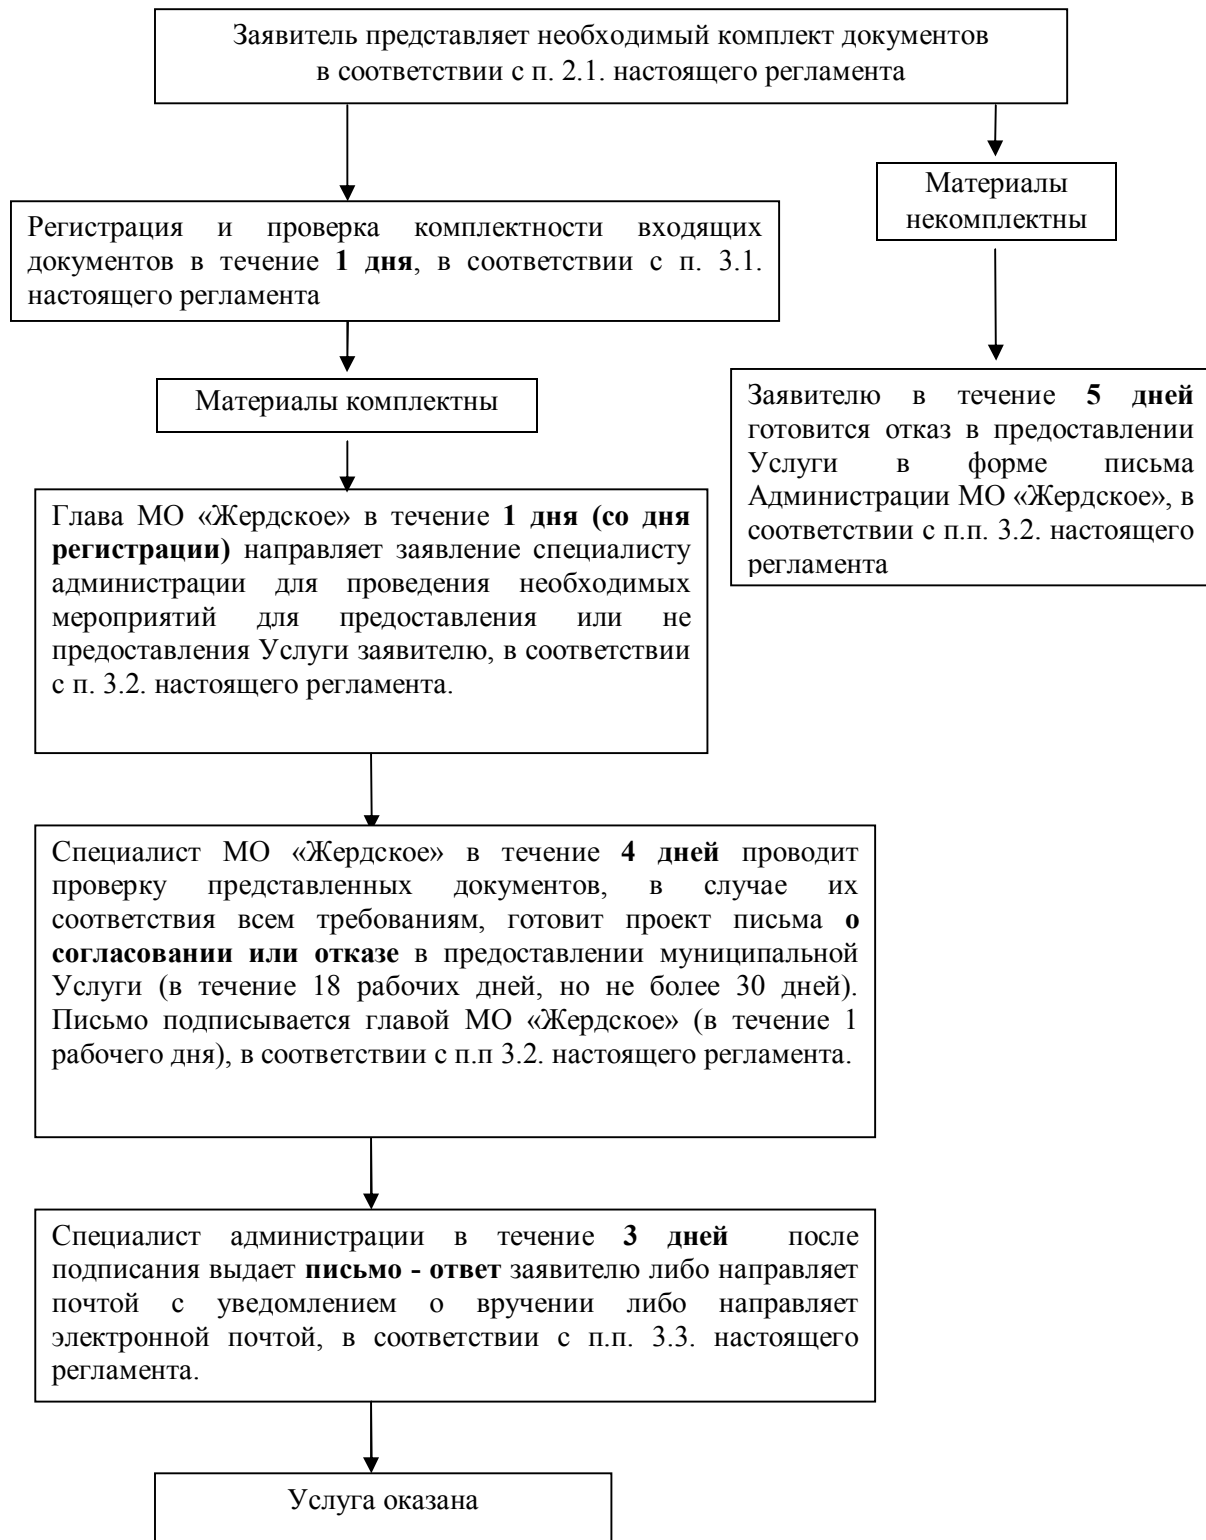 Заявитель представляет необходимый комплект документов
в соответствии с п. 2.1. настоящего регламента
Материалы
некомплектны
Регистрация и проверка комплектности входящих
документов в течение 1 дня, в соответствии с п. 3.1.
настоящего регламента
Материалы комплектны
Заявителю в течение 5 дней
готовится отказ в предоставлении
Услуги в форме письма
Администрации МО «Жердское», в
соответствии с п.п. 3.2. настоящего
регламента
Глава МО «Жердское» в течение 1 дня (со дня
регистрации) направляет заявление специалисту
администрации для проведения необходимых
мероприятий для предоставления или не
предоставления Услуги заявителю, в соответствии
с п. 3.2. настоящего регламента.
Специалист МО «Жердское» в течение 4 дней проводит
проверку представленных документов, в случае их
соответствия всем требованиям, готовит проект письма о
согласовании или отказе в предоставлении муниципальной
Услуги (в течение 18 рабочих дней, но не более 30 дней).
Письмо подписывается главой МО «Жердское» (в течение 1
рабочего дня), в соответствии с п.п 3.2. настоящего регламента.
Специалист администрации в течение 3 дней после
подписания выдает письмо - ответ заявителю либо направляет
почтой с уведомлением о вручении либо направляет
электронной почтой, в соответствии с п.п. 3.3. настоящего
регламента.
Услуга оказана